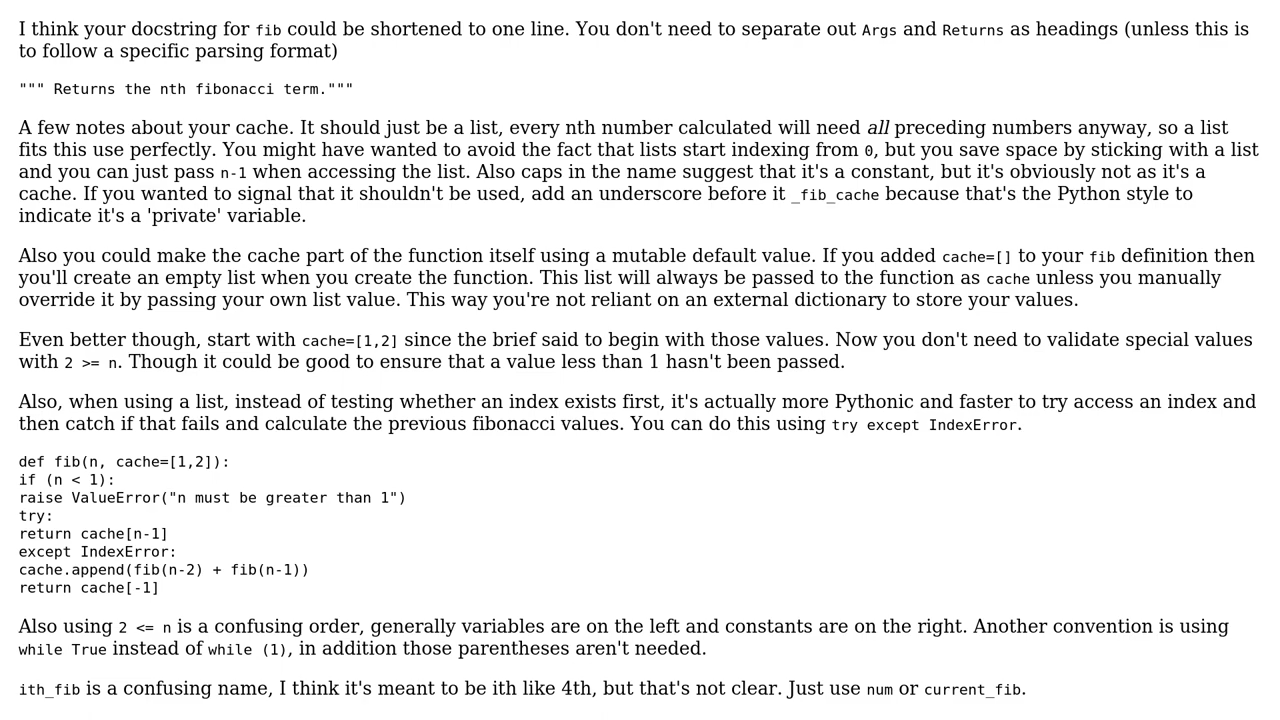 I think your docstring for fib could be shortened to one line. You don't need to separate out Args and Returns as headings (unless this is
to follow a specific parsing format)
""" Returns the nth fibonacci term."""
A few notes about your cache. It should just be a list, every nth number calculated will need all preceding numbers anyway, so a list
fits this use perfectly. You might have wanted to avoid the fact that lists start indexing from 0, but you save space by sticking with a list
and you can just pass n-1 when accessing the list. Also caps in the name suggest that it's a constant, but it's obviously not as it's a
cache. If you wanted to signal that it shouldn't be used, add an underscore before it _fib_cache because that's the Python style to
indicate it's a 'private' variable.
Also you could make the cache part of the function itself using a mutable default value. If you added cache=[] to your fib definition then
you'll create an empty list when you create the function. This list will always be passed to the function as cache unless you manually
override it by passing your own list value. This way you're not reliant on an external dictionary to store your values.
Even better though, start with cache=[1,2] since the brief said to begin with those values. Now you don't need to validate special values
with 2 >= n. Though it could be good to ensure that a value less than 1 hasn't been passed.
Also, when using a list, instead of testing whether an index exists first, it's actually more Pythonic and faster to try access an index and
then catch if that fails and calculate the previous fibonacci values. You can do this using try except IndexError.
def fib(n, cache=[1,2]):
if (n < 1):
raise ValueError("n must be greater than 1")
try:
return cache[n-1]
except IndexError:
cache.append(fib(n-2) + fib(n-1))
return cache[-1]
Also using 2 <= n is a confusing order, generally variables are on the left and constants are on the right. Another convention is using
while True instead of while (1), in addition those parentheses aren't needed.
ith_fib is a confusing name, I think it's meant to be ith like 4th, but that's not clear. Just use num or current_fib.